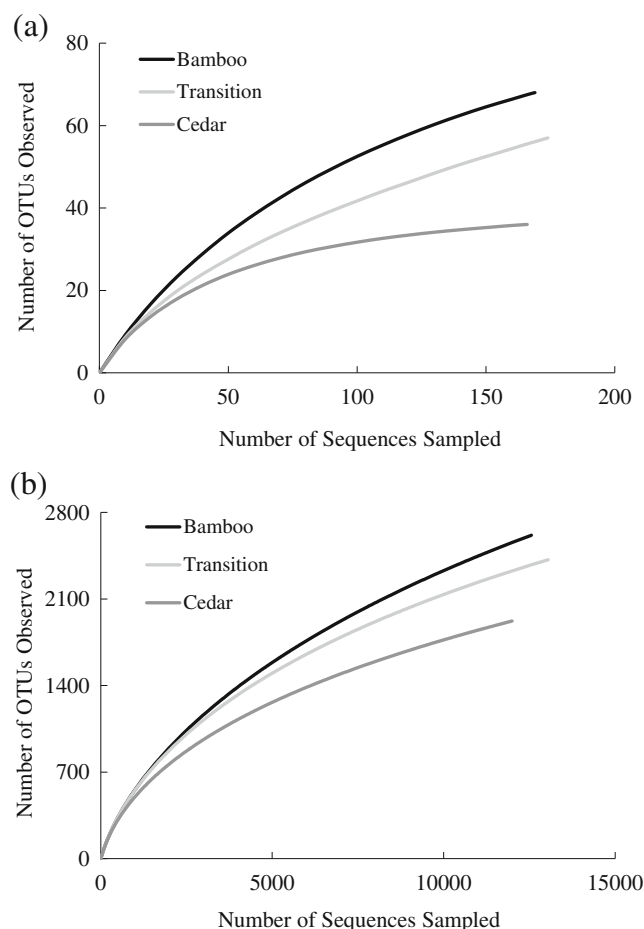 (a)
80
60
40
20
0
Number of OTUs Observed
Bamboo
Transition
Cedar
0 50 100 150 200
Number of Sequences Sampled
(b)
2800
2100
1400
700
0
Number of OTUs Observed
Bamboo
Transition
Cedar
0 5000 10000 15000
Number of Sequences Sampled